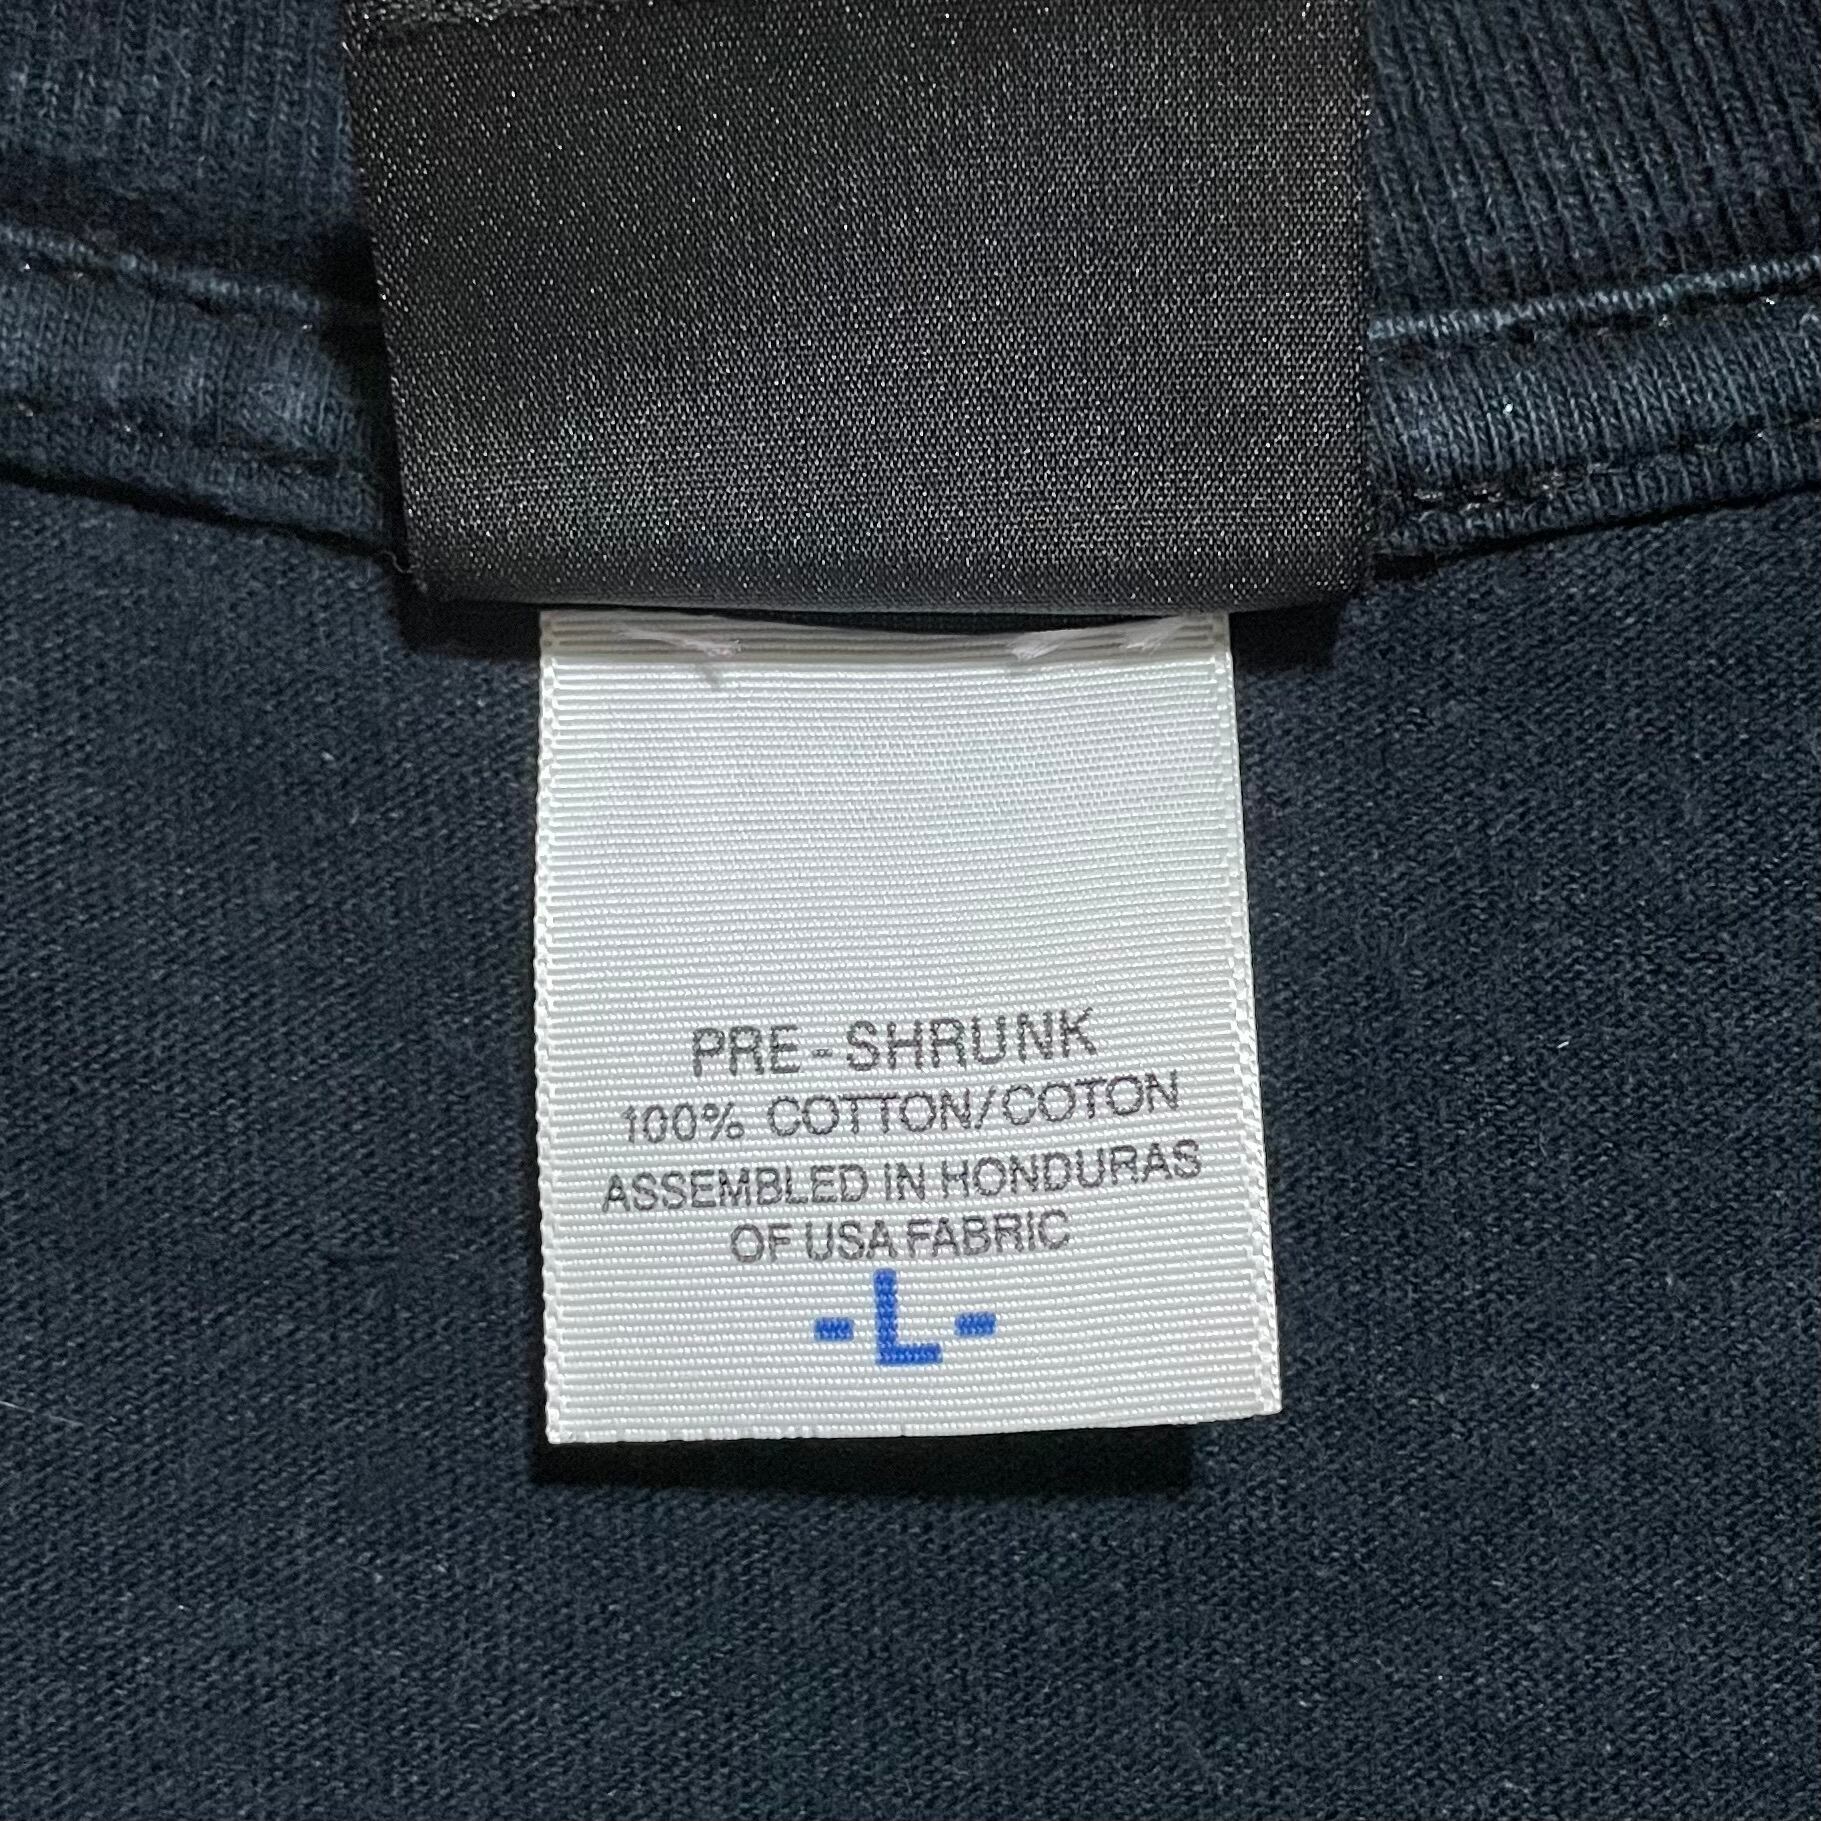 PRE-SHRUNK
100% COTTON/COTON
ASSEMBLED IN HONDURAS
OF USA FABRIC
-L-